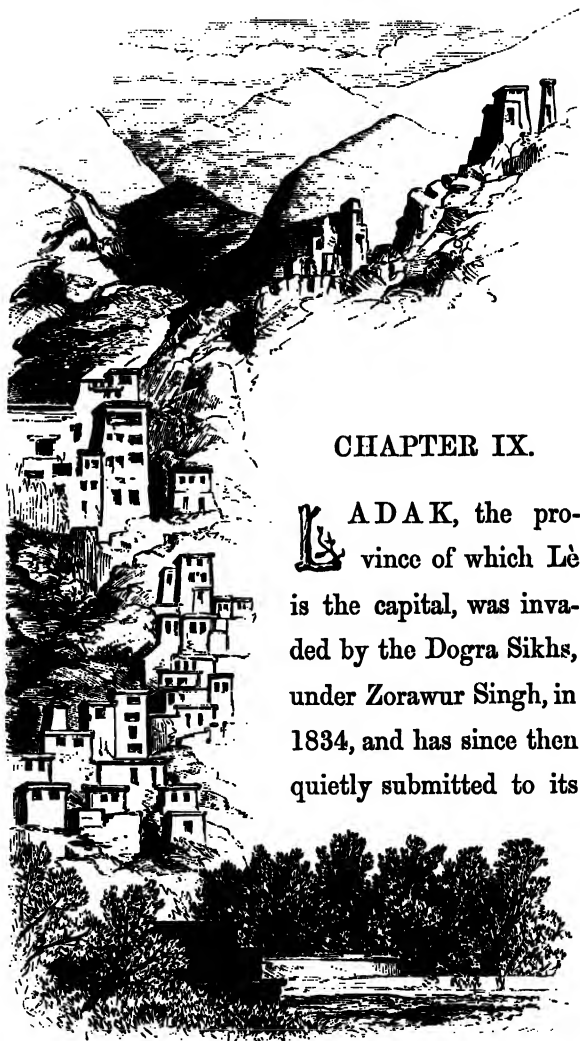 CHAPTER IX.
LADAK, the pro-
vince of which Lè
is the capital, was inva-
ded by the Dogra Sikhs,
under Zorawur Singh, in
1834, and has since then
quietly submitted to its